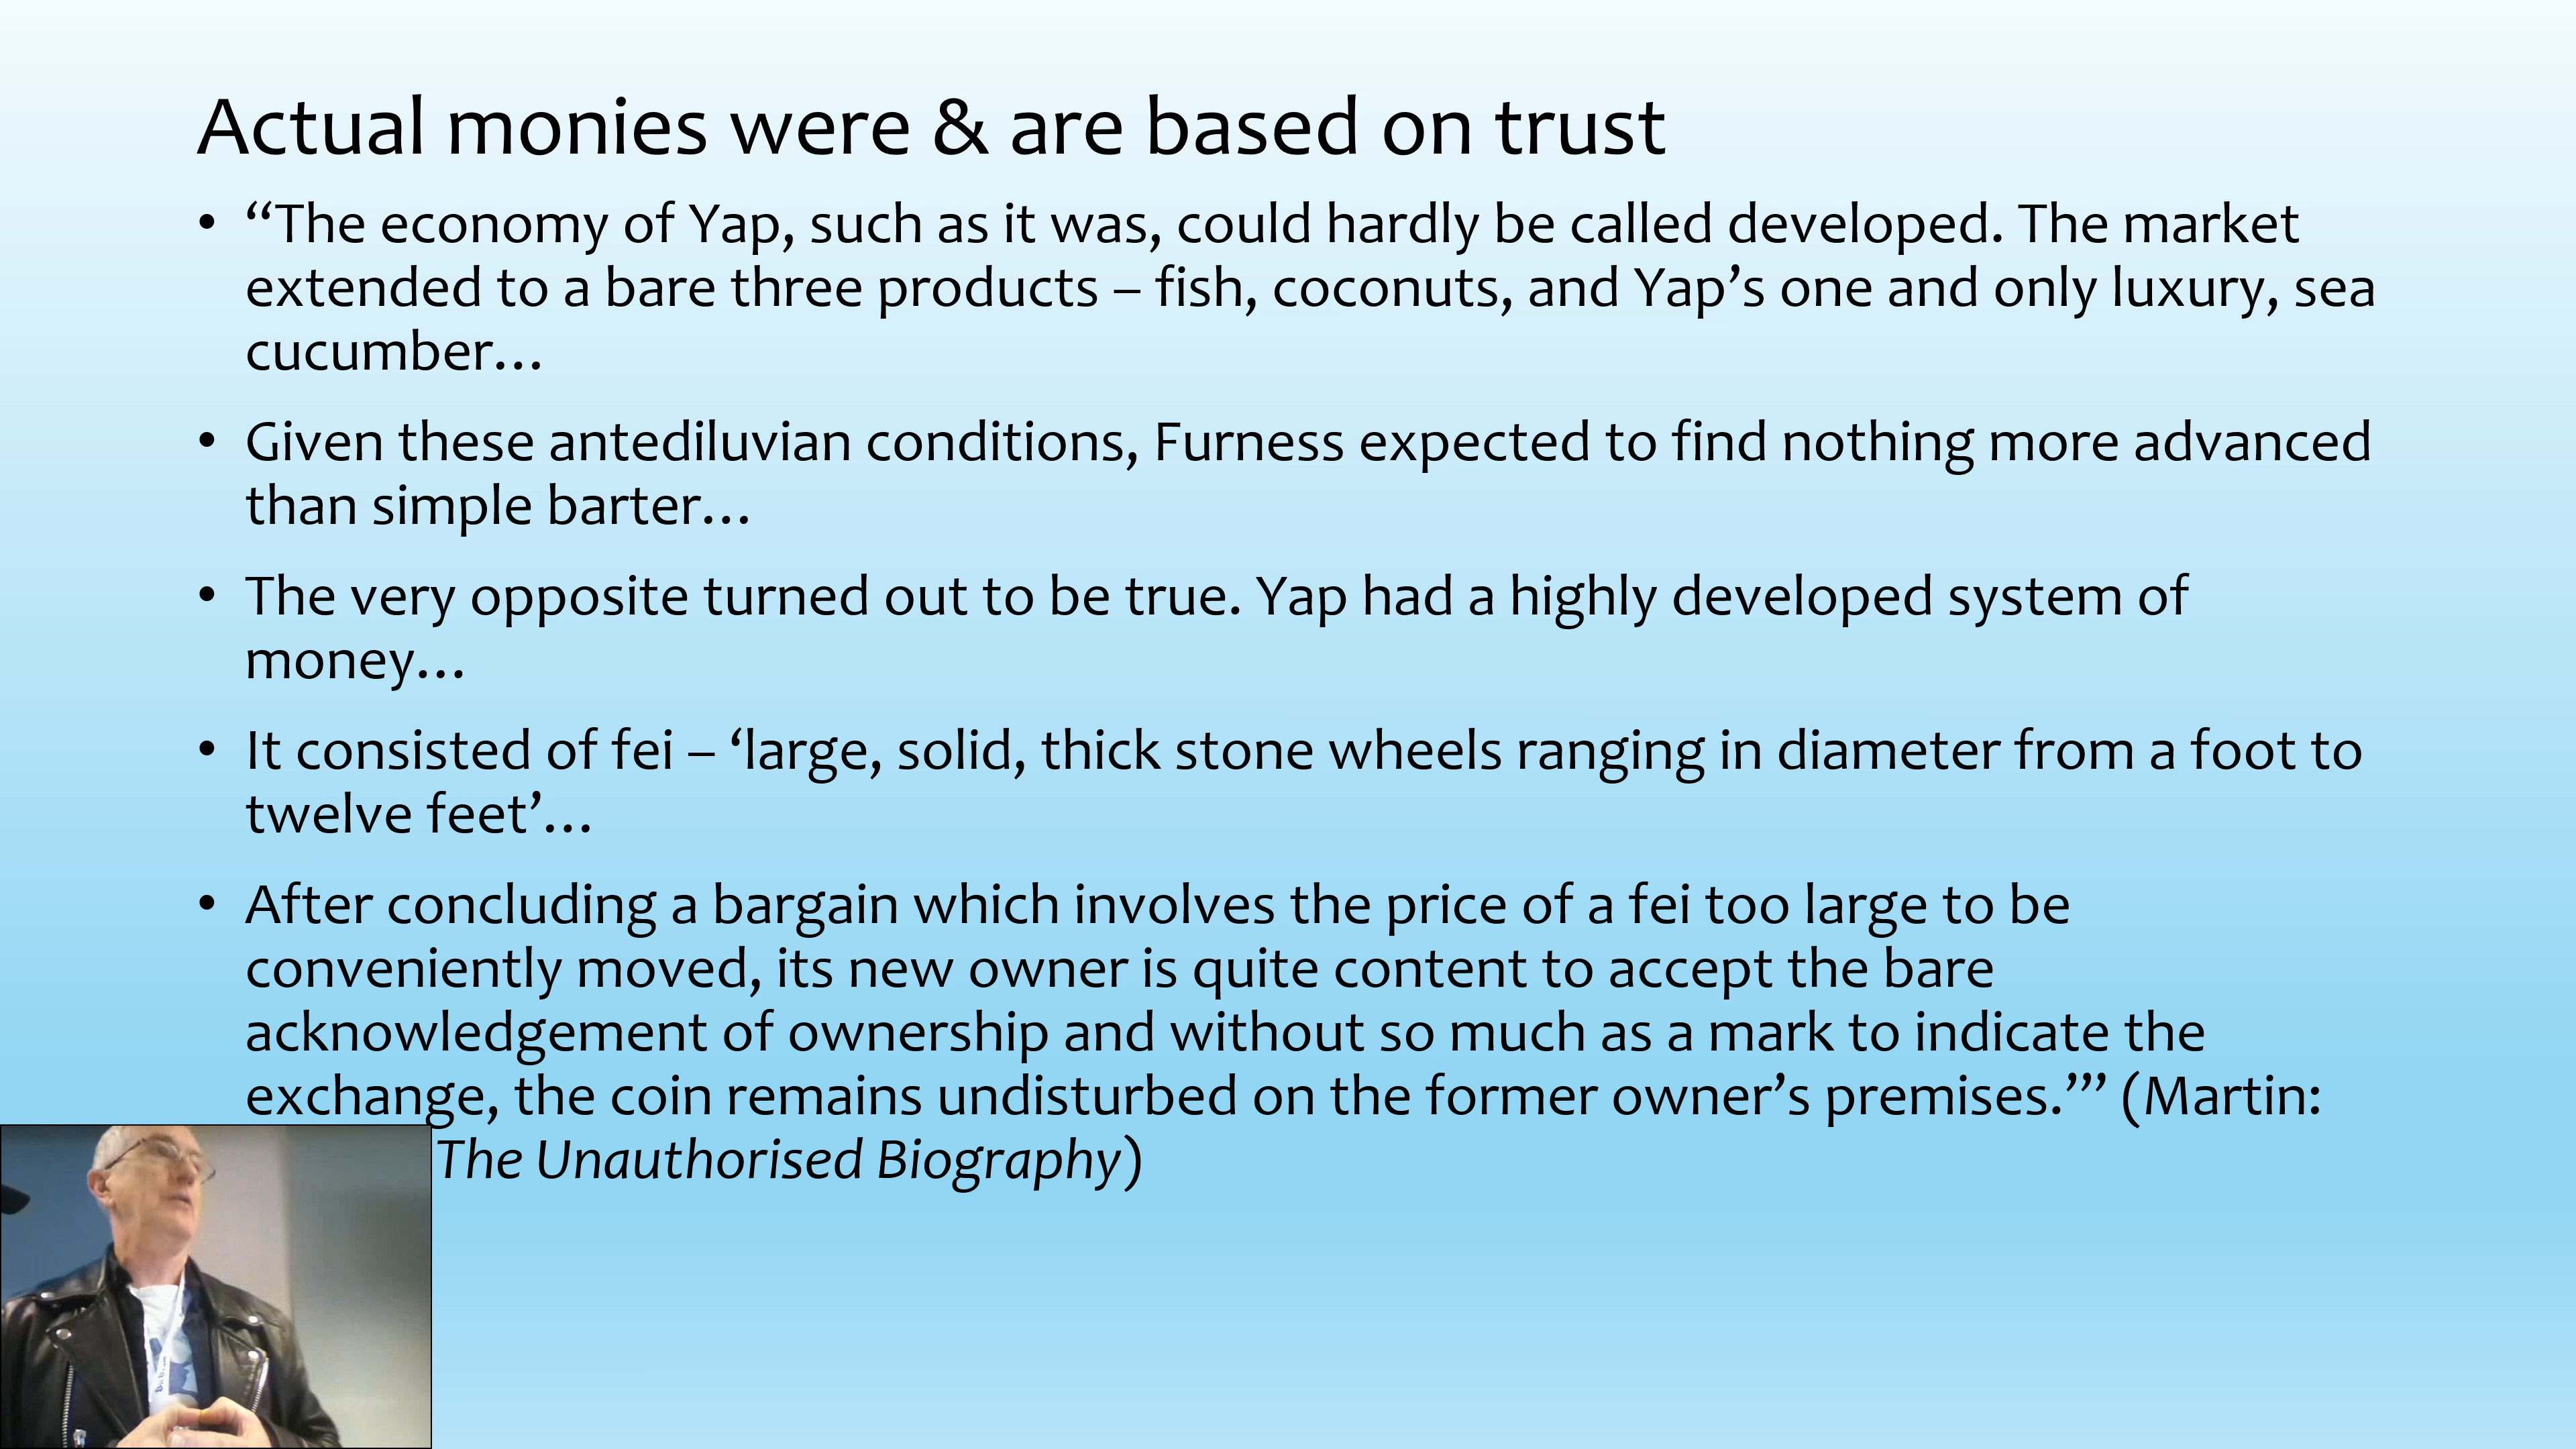 Actual monies were & are based on trust
• “The economy of Yap, such as it was, could hardly be called developed. The market
extended to a bare three products – fish, coconuts, and Yap’s one and only luxury, sea
cucumber…
• Given these antediluvian conditions, Furness expected to find nothing more advanced
than simple barter…
• The very opposite turned out to be true. Yap had a highly developed system of
money…
• It consisted of fei – ‘large, solid, thick stone wheels ranging in diameter from a foot to
twelve feet’…
• After concluding a bargain which involves the price of a fei too large to be
conveniently moved, its new owner is quite content to accept the bare
acknowledgement of ownership and without so much as a mark to indicate the
exchange, the coin remains undisturbed on the former owner’s premises.’” (Martin:
The Unauthorised Biography)